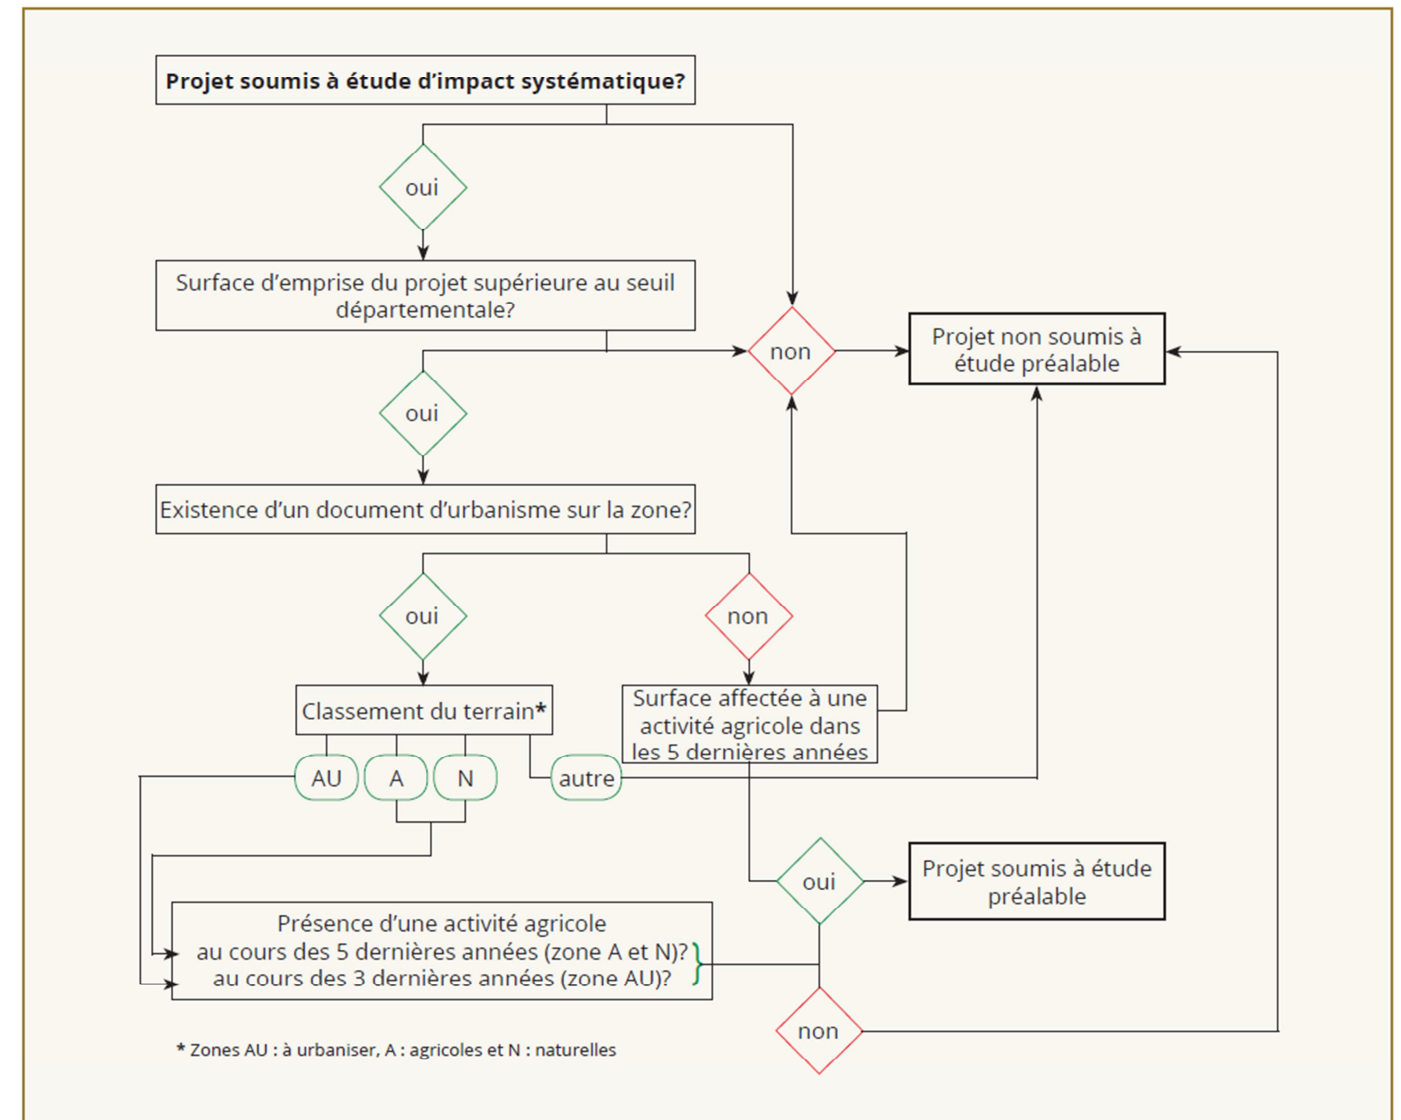 Projet soumis à étude d’impact systématique?
oui
Surface d’emprise du projet supérieure au seuil
départementale?
non
Projet non soumis à
étude préalable
oui
Existence d’un document d’urbanisme sur la zone?
oui
non
Classement du terrain*
Surface affectée à une
activité agricole dans
les 5 dernières années
AU
A
N
autre
oui
Projet soumis à étude
préalable
Présence d’une activité agricole
au cours des 5 dernières années (zone A et N)?
au cours des 3 dernières années (zone AU)?
non
* Zones AU : à urbaniser, A : agricoles et N : naturelles